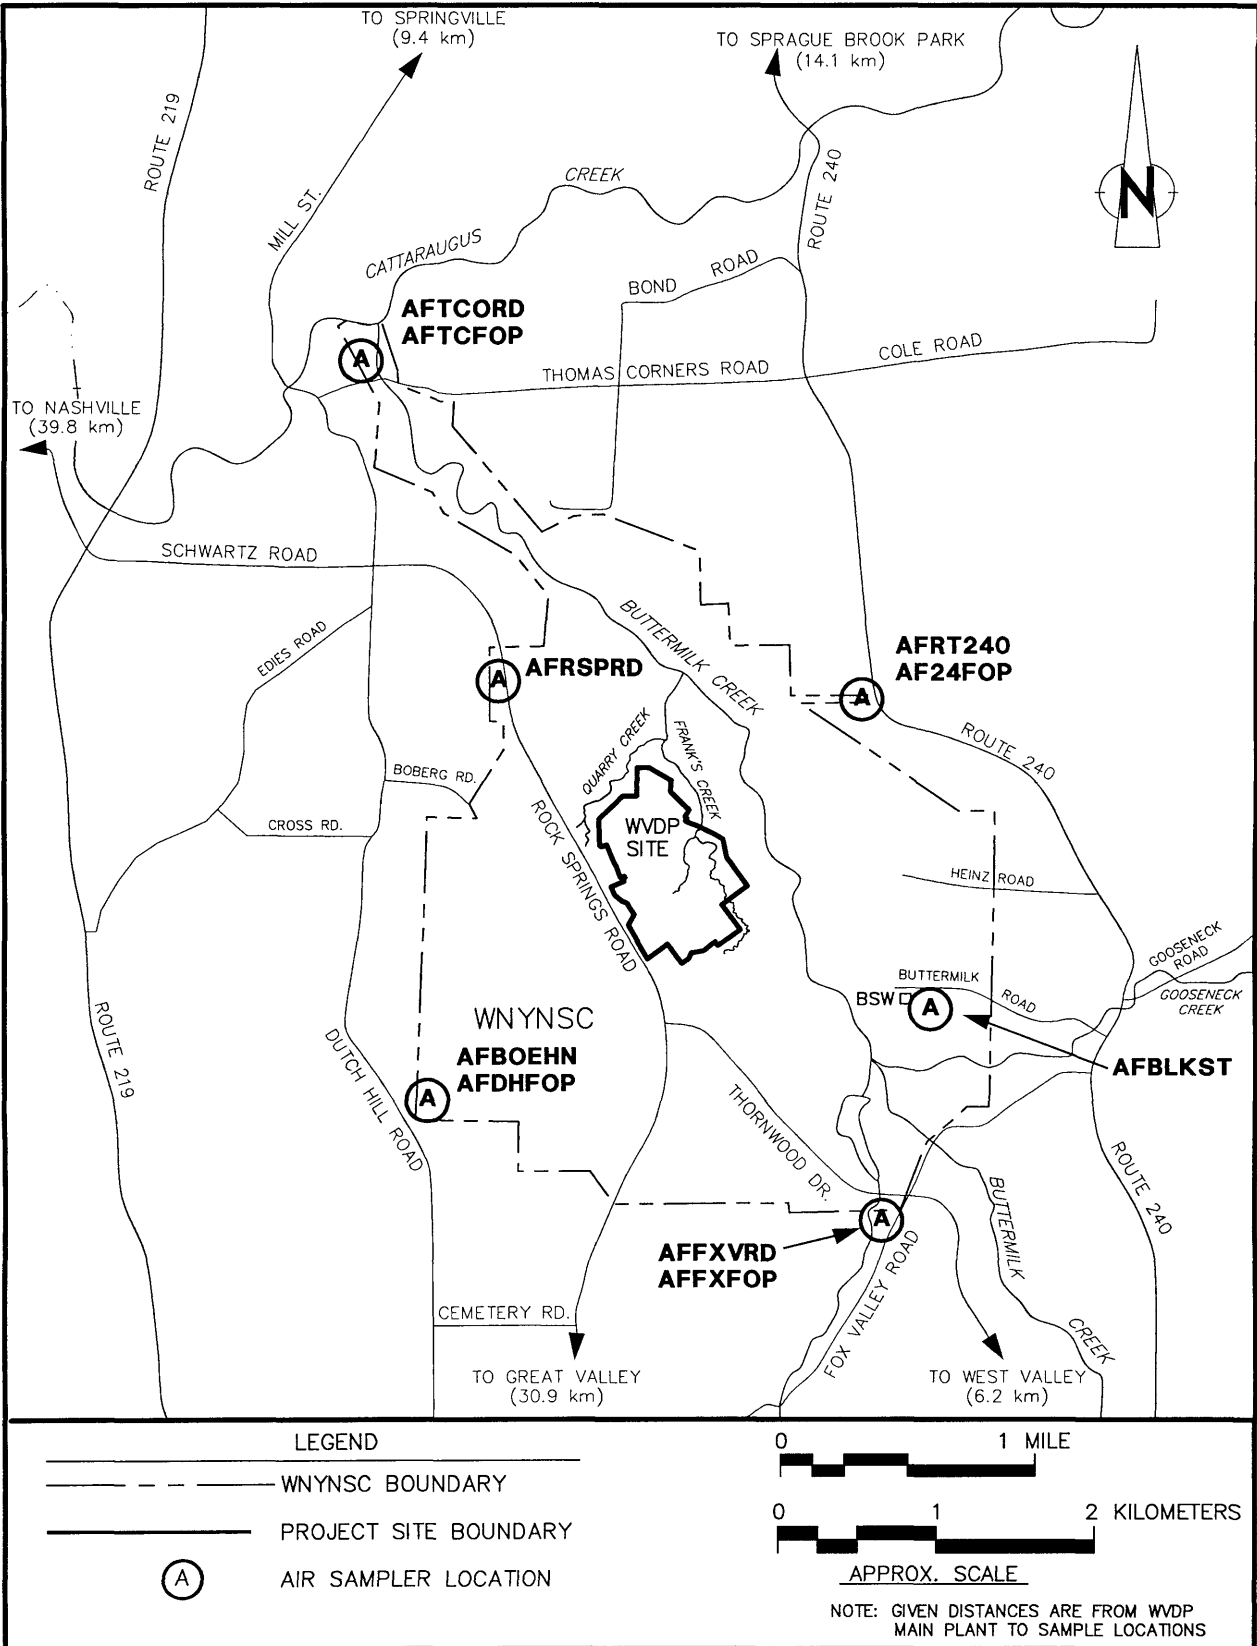 TO SPRINGVILLE
(9.4 km)
TO SPRAGUE BROOK PARK
(14.1 km)
ROUTE 219
MILL ST.
CREEK
CATTARAUGUS
ROUTE 240
N
BOND ROAD
AFTCORD
AFTCFOP
A
THOMAS CORNERS ROAD
COLE ROAD
TO NASHVILLE
(39.8 km)
SCHWARTZ ROAD
EDIES ROAD
BUTTERMILK CREEK
AFRSPRD
A
AFRT240
AF24FOP
A
QUARRY CREEK
FRANK'S CREEK
ROUTE 240
BOBERG RD.
CROSS RD.
WVDP
SITE
ROCK SPRINGS ROAD
HEINZ ROAD
GOOSENECK
ROAD
GOOSENECK
CREEK
BUTTERMILK ROAD
BSW
A
AFBLKST
ROUTE 219
WNYNSC
DUTCH HILL ROAD
AFBOEHN
AFDHFOP
A
THORNWOOD DR.
BUTTERMILK CREEK
ROUTE 240
A
AFFXVRD
AFFXFOP
FOX VALLEY ROAD
CEMETERY RD.
TO GREAT VALLEY
(30.9 km)
TO WEST VALLEY
(6.2 km)
LEGEND
WNYNSC BOUNDARY
PROJECT SITE BOUNDARY
A AIR SAMPLER LOCATION
0 1 MILE
0 1 2 KILOMETERS
APPROX. SCALE
NOTE: GIVEN DISTANCES ARE FROM WVDP
MAIN PLANT TO SAMPLE LOCATIONS